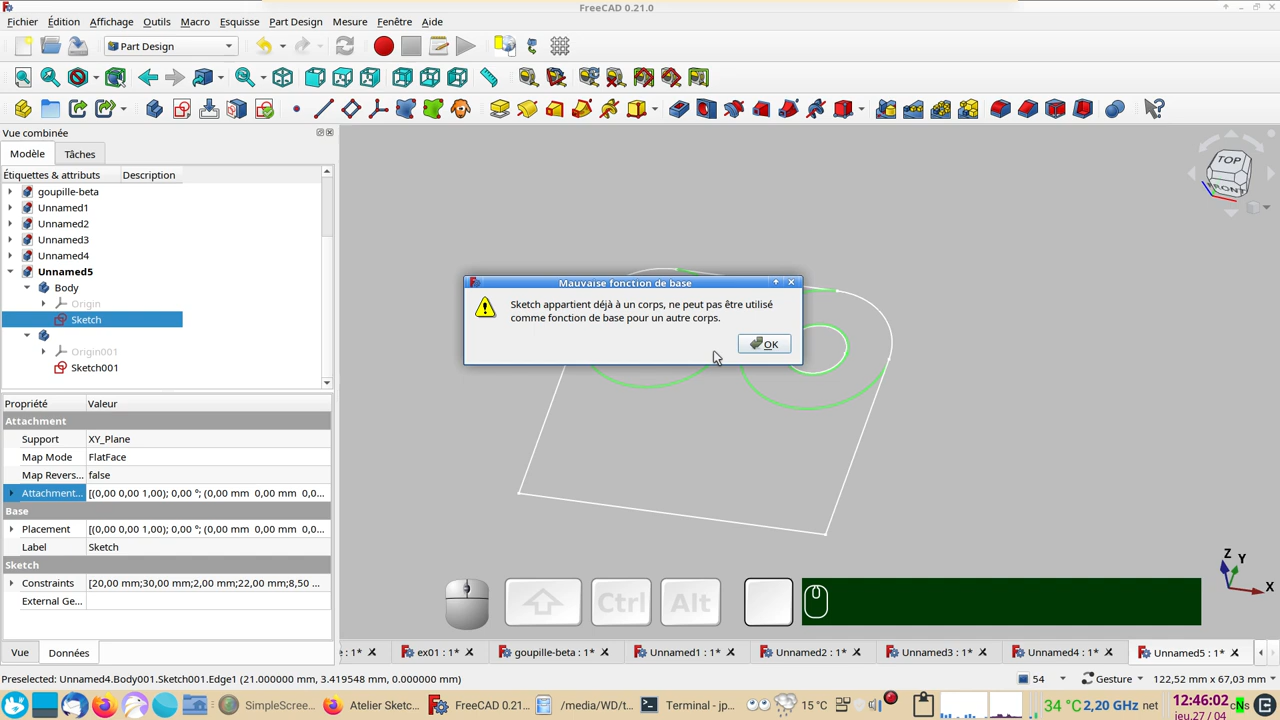 FreeCAD 0.21.0
Fichier Édition Affichage Outils Macro Esquisse Part Design Mesure Fenêtre Aide
Part Design
Vue combinée
Modèle Tâches
Étiquettes & attributs Description
goupille-beta
Unnamed1
Unnamed2
Unnamed3
Unnamed4
Unnamed5
Body
Origin
Sketch
Origin001
Sketch001
TOP
FRONT
Mauvaise fonction de base
Sketch appartient déjà à un corps, ne peut pas être utilisé
comme fonction de base pour un autre corps.
OK
Propriété Valeur
Attachment
Support XY_Plane
Map Mode FlatFace
Map Revers... false
Attachment... [(0,00 0,00 1,00); 0,00 °; (0,00 mm 0,00 mm 0,0...
Base
Placement [(0,00 0,00 1,00); 0,00 °; (0,00 mm 0,00 mm 0,0...
Label Sketch
Sketch
Constraints [20,00 mm;30,00 mm;2,00 mm;22,00 mm;8,50 ...
External Ge...
Z Y X
Ctrl Alt
Vue Données
e : 1* ex01 : 1* goupille-beta : 1* Unnamed1 : 1* Unnamed2 : 1* Unnamed3 : 1* Unnamed4 : 1* Unnamed5 : 1*
Preselected: Unnamed4.Body001.Sketch001.Edge1 (21.000000 mm, 3.419548 mm, 0.000000 mm) 54 Gesture 122,52 mm x 67,03 mm
SimpleScree... Atelier Sketc... FreeCAD 0.21.0 /media/WD/t... Terminal - jp... 15°C 34 °C 2,20 GHz net 12:46:02
jeu.27 / 04